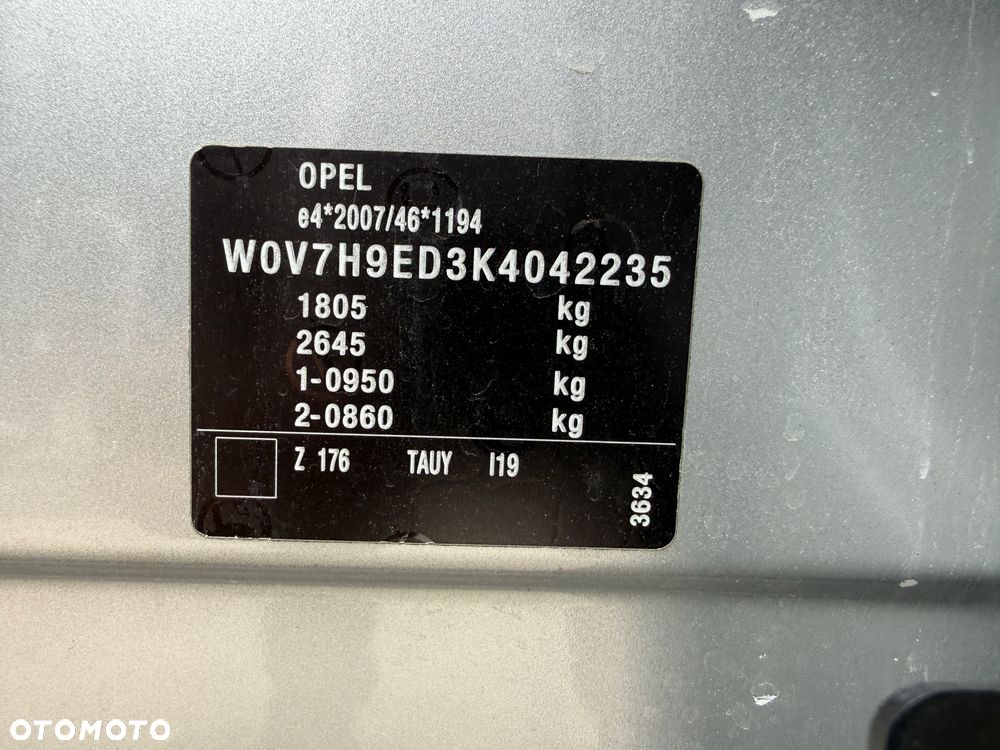 OPEL
e4*2007/46*1194
W0V7H9ED3K4042235
1805 kg
2645 kg
1-0950 kg
2-0860 kg
Z 176 TAUY I19
3634
OTOMOTO